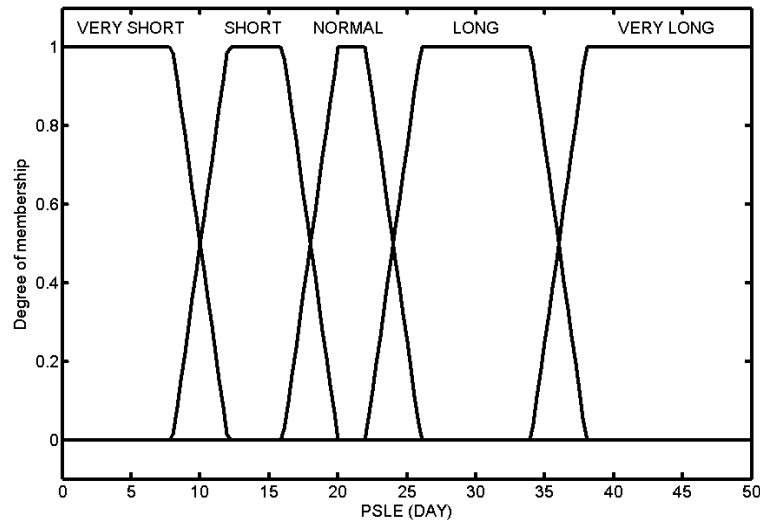 VERY SHORT SHORT NORMAL LONG VERY LONG
1
0.8
0.6
0.4
0.2
0
Degree of membership
0 5 10 15 20 25 30 35 40 45 50
PSLE (DAY)